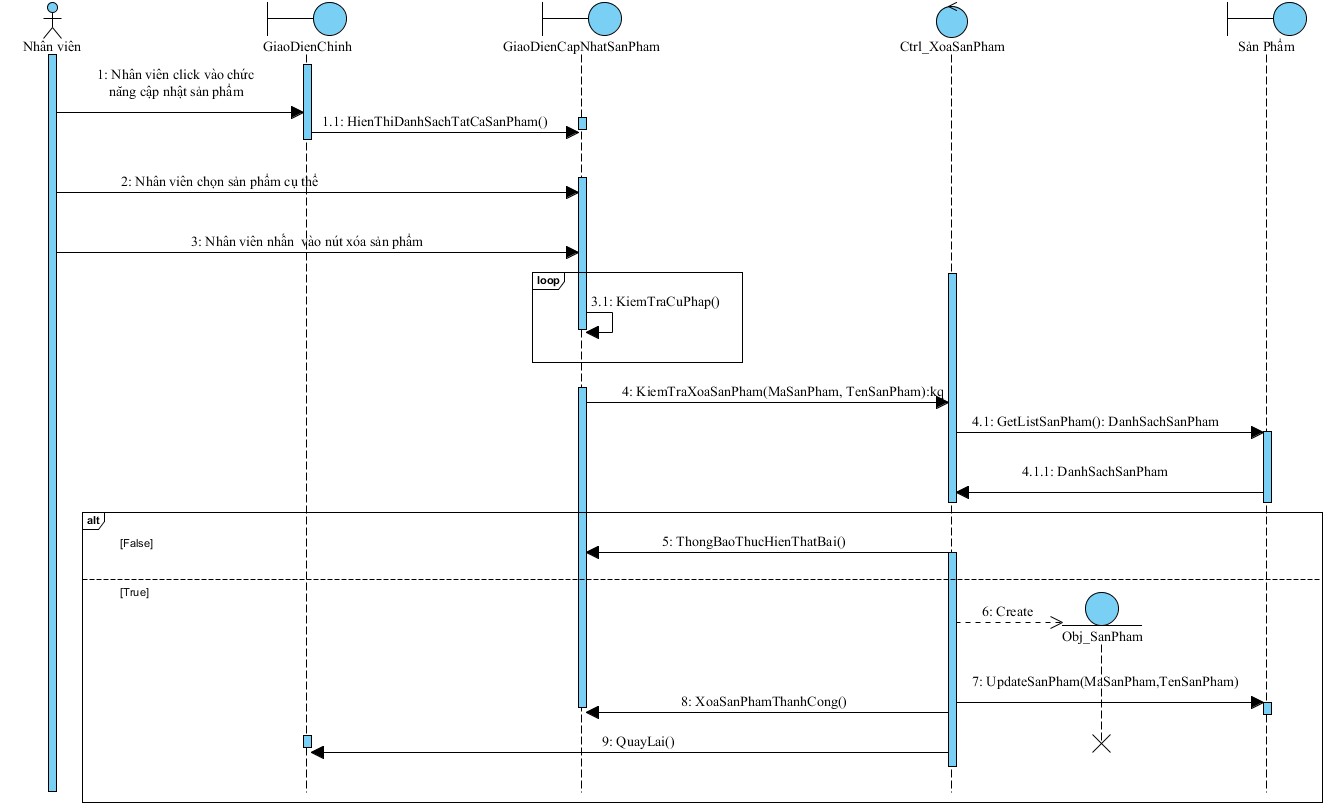 Nhân viên
GiaoDienChinh
GiaoDienCapNhatSanPham
Ctrl_XoaSanPham
Sản Phẩm
1: Nhân viên click vào chức
năng cập nhật sản phẩm
1.1: HienThiDanhSachTatCaSanPham()
2: Nhân viên chọn sản phẩm cụ thể
3: Nhân viên nhấn vào nút xóa sản phẩm
loop
3.1: KiemTraCuPhap()
4: KiemTraXoaSanPham(MaSanPham, TenSanPham):kq
4.1: GetListSanPham(): DanhSachSanPham
4.1.1: DanhSachSanPham
alt
[False]
5: ThongBaoThucHienThatBai()
[True]
6: Create
Obj_SanPham
7: UpdateSanPham(MaSanPham,TenSanPham)
8: XoaSanPhamThanhCong()
9: QuayLai()